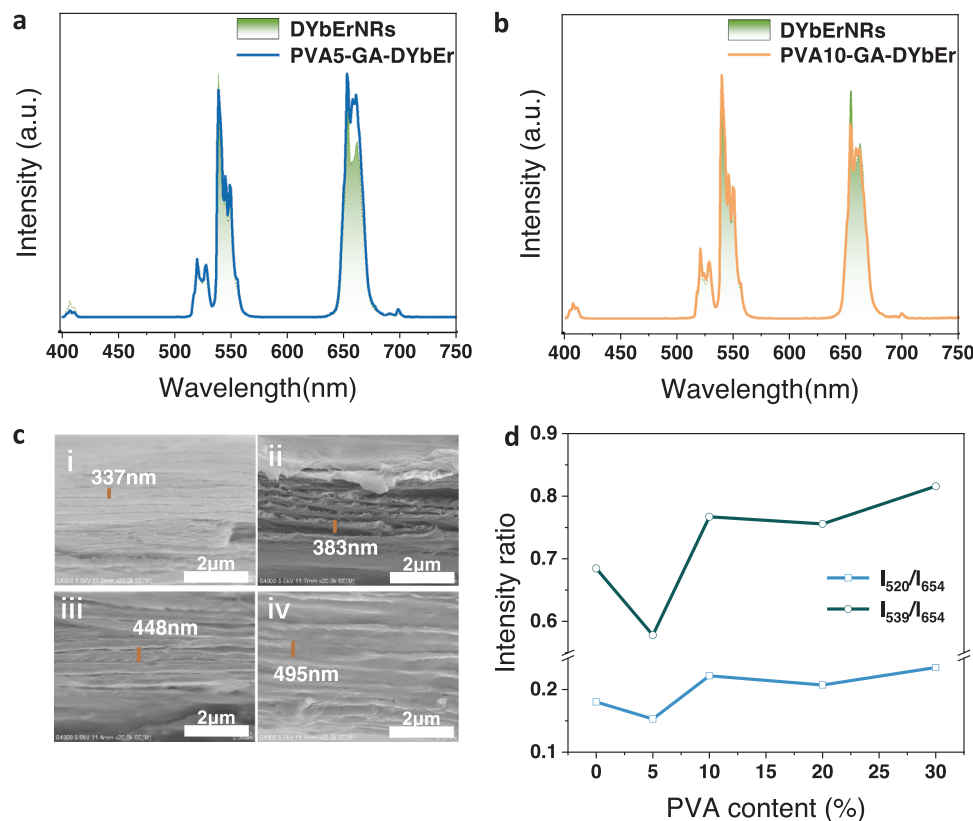 a
DYbErNRs
PVA5-GA-DYbEr
Intensity (a.u.)
400 450 500 550 600 650 700 750
Wavelength(nm)
b
DYbErNRs
PVA10-GA-DYbEr
Intensity (a.u.)
400 450 500 550 600 650 700 750
Wavelength(nm)
c
i
337nm
2μm
ii
383nm
2μm
iii
448nm
2μm
iv
495nm
2μm
d
0.9
0.8
0.7
0.6
0.2
0.1
Intensity ratio
I520/I654
I539/I654
0 5 10 15 20 25 30
PVA content (%)